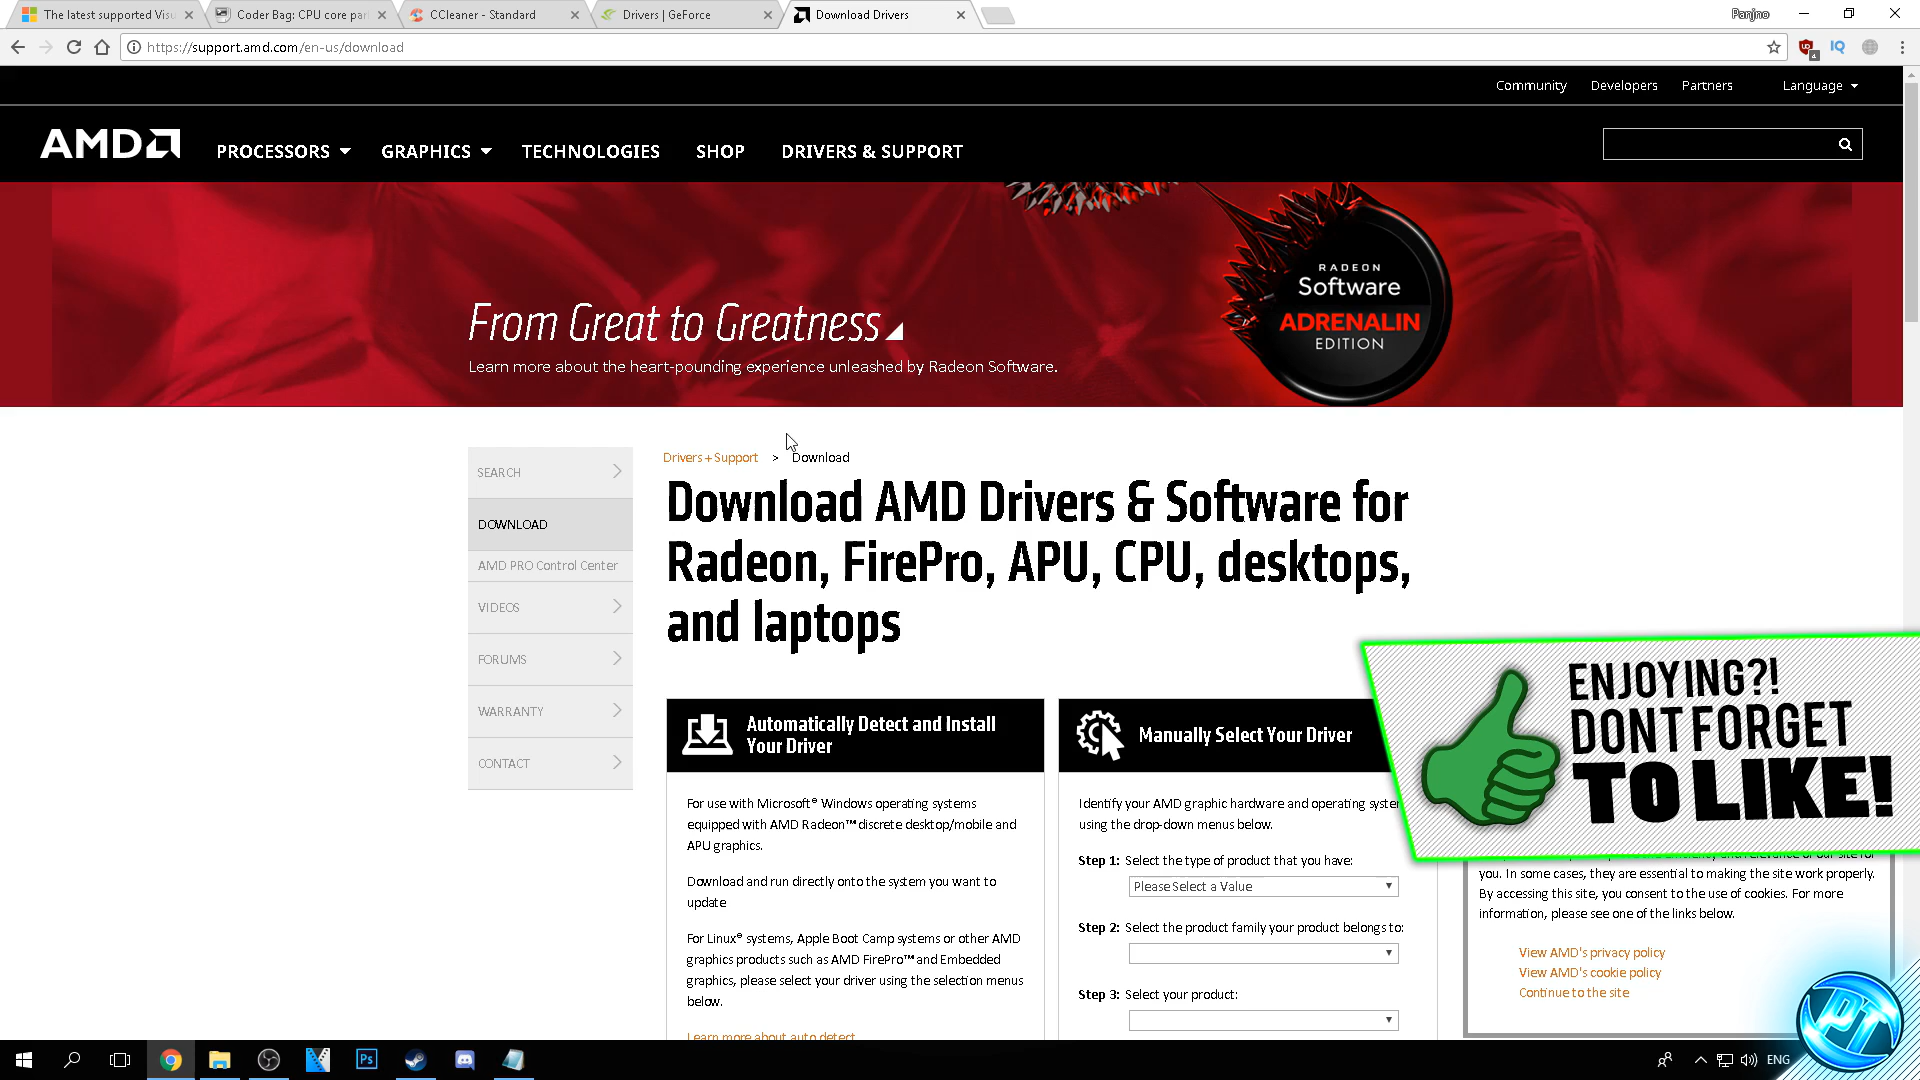 The latest supported Visu
Coder Bag: CPU core par
CCleaner - Standard
Drivers | GeForce
Download Drivers
Panjno
https://support.amd.com/en-us/download
IQ
Community
Developers
Partners
Language
AMD
PROCESSORS
GRAPHICS
TECHNOLOGIES
SHOP
DRIVERS & SUPPORT
RADEON
Software
ADRENALIN
EDITION
From Great to Greatness
Learn more about the heart-pounding experience unleashed by Radeon Software.
Drivers + Support > Download
SEARCH
DOWNLOAD
AMD PRO Control Center
VIDEOS
FORUMS
WARRANTY
CONTACT
Download AMD Drivers & Software for
Radeon, FirePro, APU, CPU, desktops,
and laptops
Automatically Detect and Install
Your Driver
For use with Microsoft® Windows operating systems
equipped with AMD Radeon™ discrete desktop/mobile and
APU graphics.
Download and run directly onto the system you want to
update
For Linux® systems, Apple Boot Camp systems or other AMD
graphics products such as AMD FirePro™ and Embedded
graphics, please select your driver using the selection menus
below.
Learn more about auto detect
Manually Select Your Driver
Identify your AMD graphic hardware and operating system
using the drop-down menus below.
Step 1: Select the type of product that you have:
Please Select a Value
Step 2: Select the product family your product belongs to:
Step 3: Select your product:
ENJOYING?!
DONT FORGET
TO LIKE!
you. In some cases, they are essential to making the site work properly.
By accessing this site, you consent to the use of cookies. For more
information, please see one of the links below.
View AMD's privacy policy
View AMD's cookie policy
Continue to the site
PT
Ps
ENG